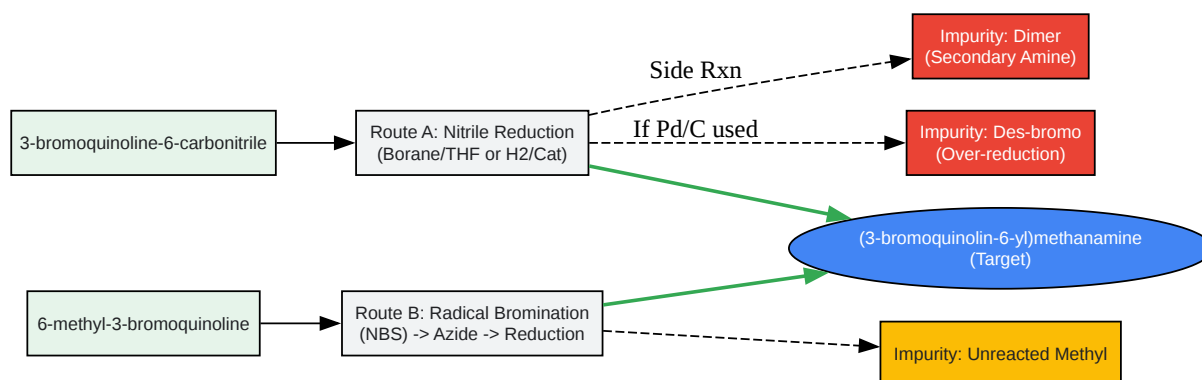 Impurity: Dimer
(Secondary Amine)
Side Rxn
3-bromoquinoline-6-carbonitrile
Route A: Nitrile Reduction
(Borane/THF or H2/Cat)
If Pd/C used
Impurity: Des-bromo
(Over-reduction)
(3-bromoquinolin-6-yl)methanamine
(Target)
6-methyl-3-bromoquinoline
Route B: Radical Bromination
(NBS) -> Azide -> Reduction
Impurity: Unreacted Methyl